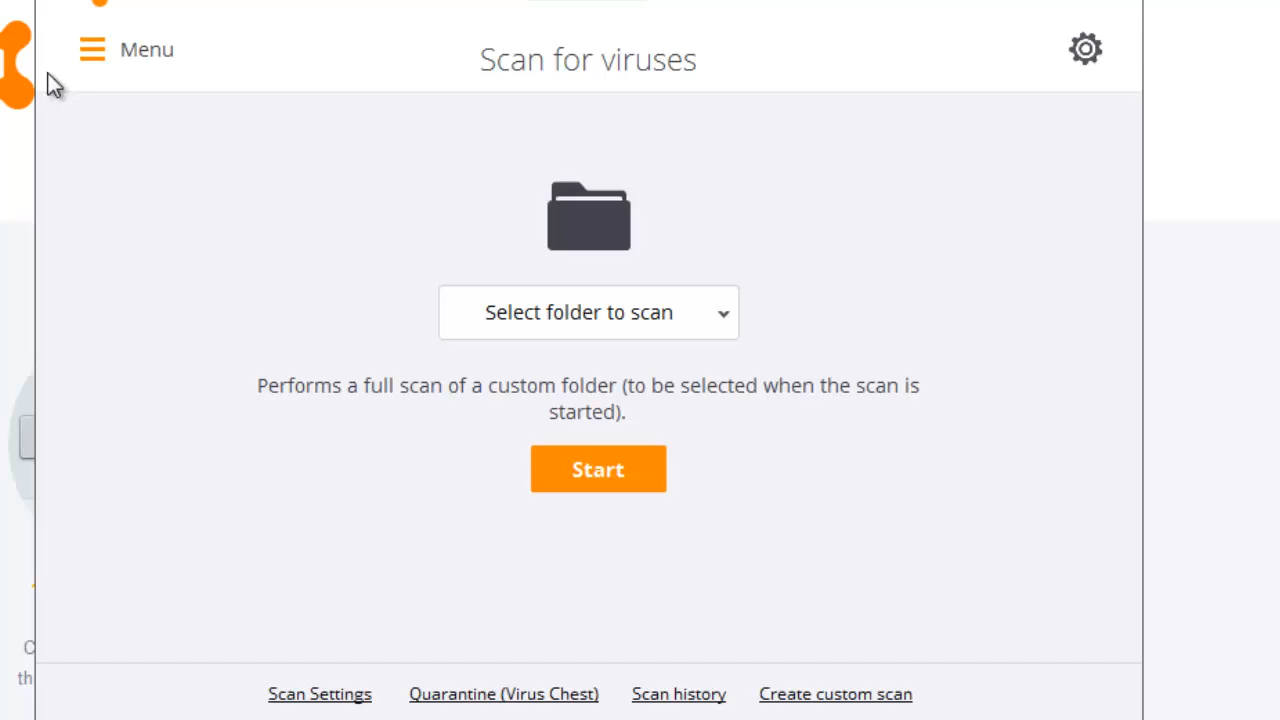 Menu
Scan for viruses
Select folder to scan
Performs a full scan of a custom folder (to be selected when the scan is
started).
Start
C
th
Scan Settings Quarantine (Virus Chest) Scan history Create custom scan